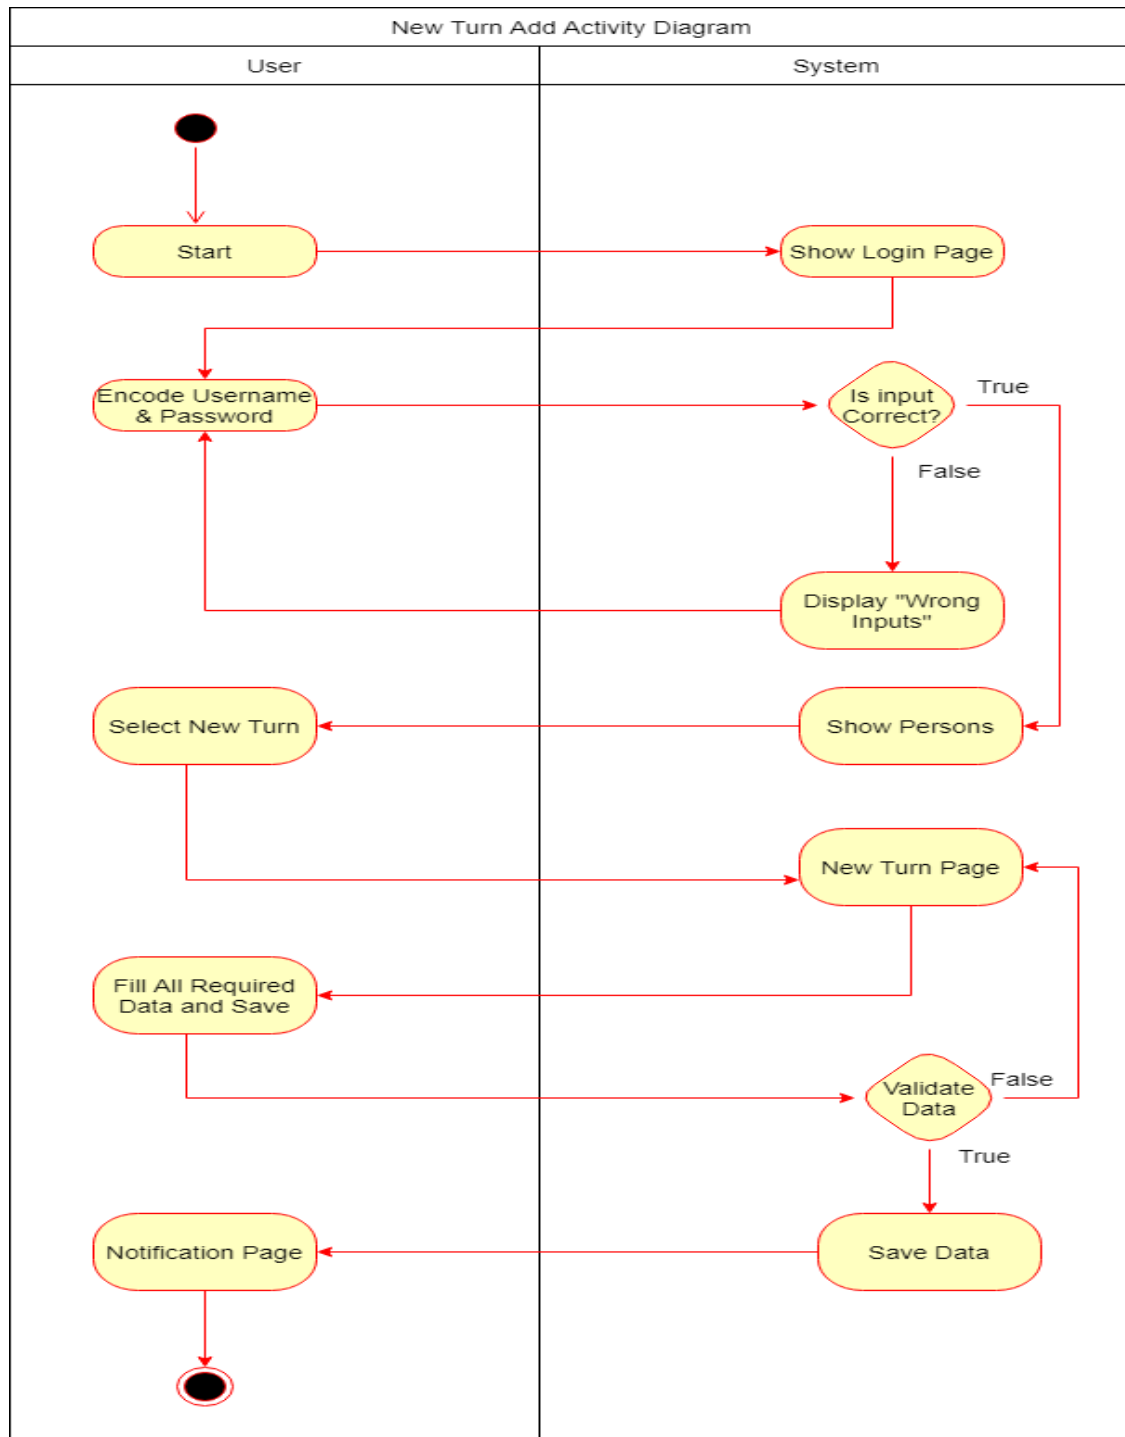 New Turn Add Activity Diagram
User
System
Start
Show Login Page
Encode Username
& Password
Is input
Correct?
True
False
Display "Wrong
Inputs"
Select New Turn
Show Persons
New Turn Page
Fill All Required
Data and Save
Validate
Data
False
True
Notification Page
Save Data